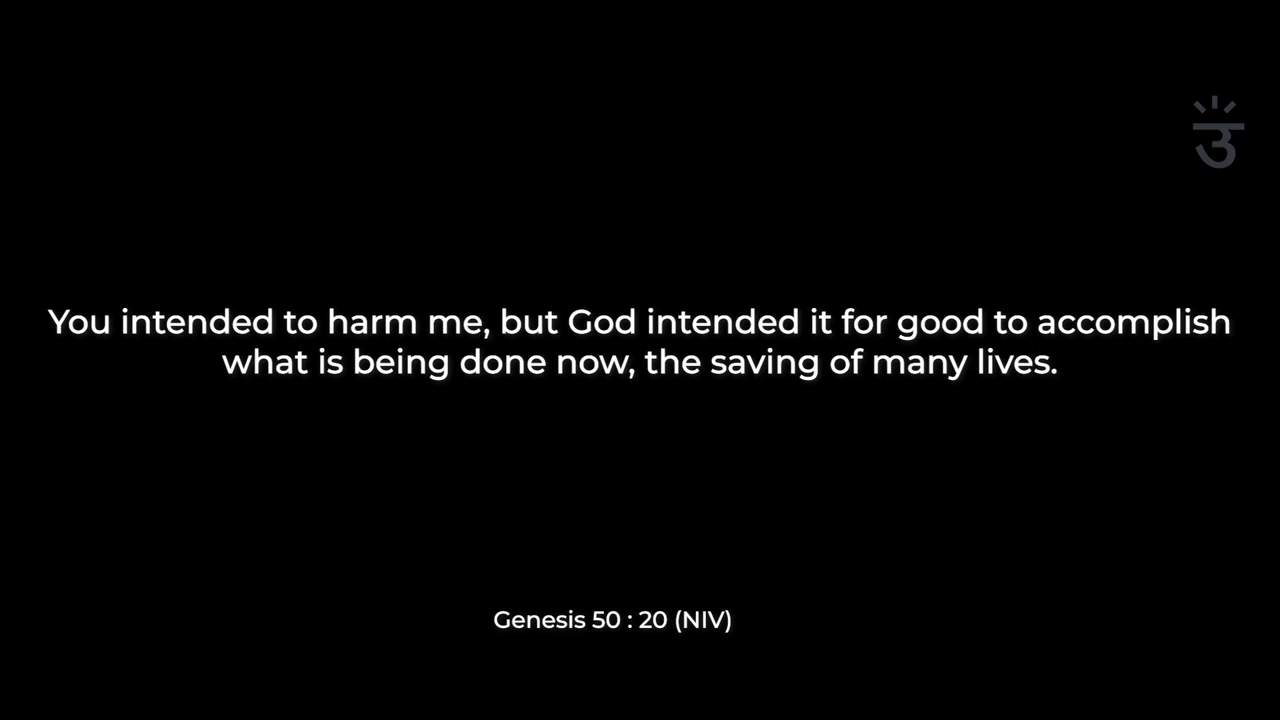 उ
You intended to harm me, but God intended it for good to accomplish
what is being done now, the saving of many lives.
Genesis 50 : 20 (NIV)